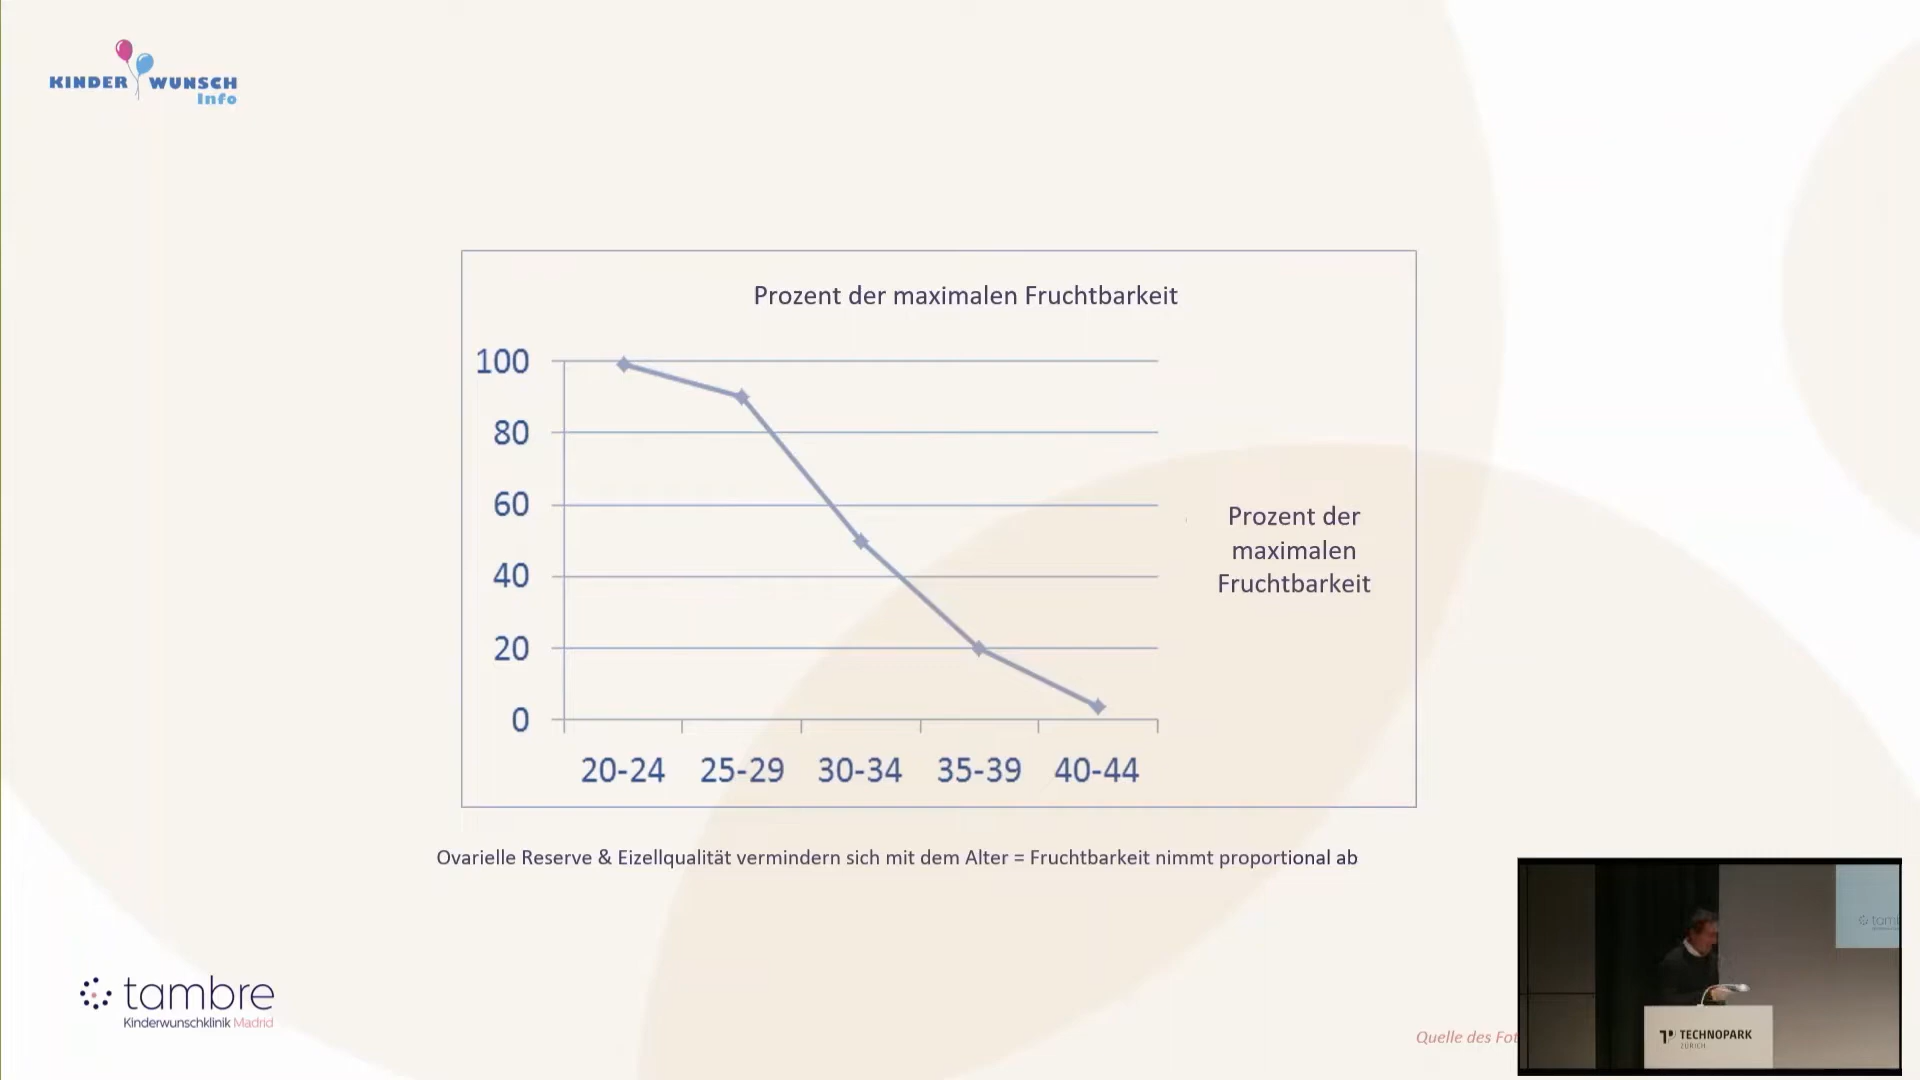 KINDER WUNSCH
Info
Prozent der maximalen Fruchtbarkeit
100
80
60
40
20
0
20-24 25-29 30-34 35-39 40-44
Prozent der
maximalen
Fruchtbarkeit
Ovarielle Reserve & Eizellqualität vermindern sich mit dem Alter = Fruchtbarkeit nimmt proportional ab
tambre
Kinderwunschklinik Madrid
Quelle des
TECHNOPARK
ZÜRICH